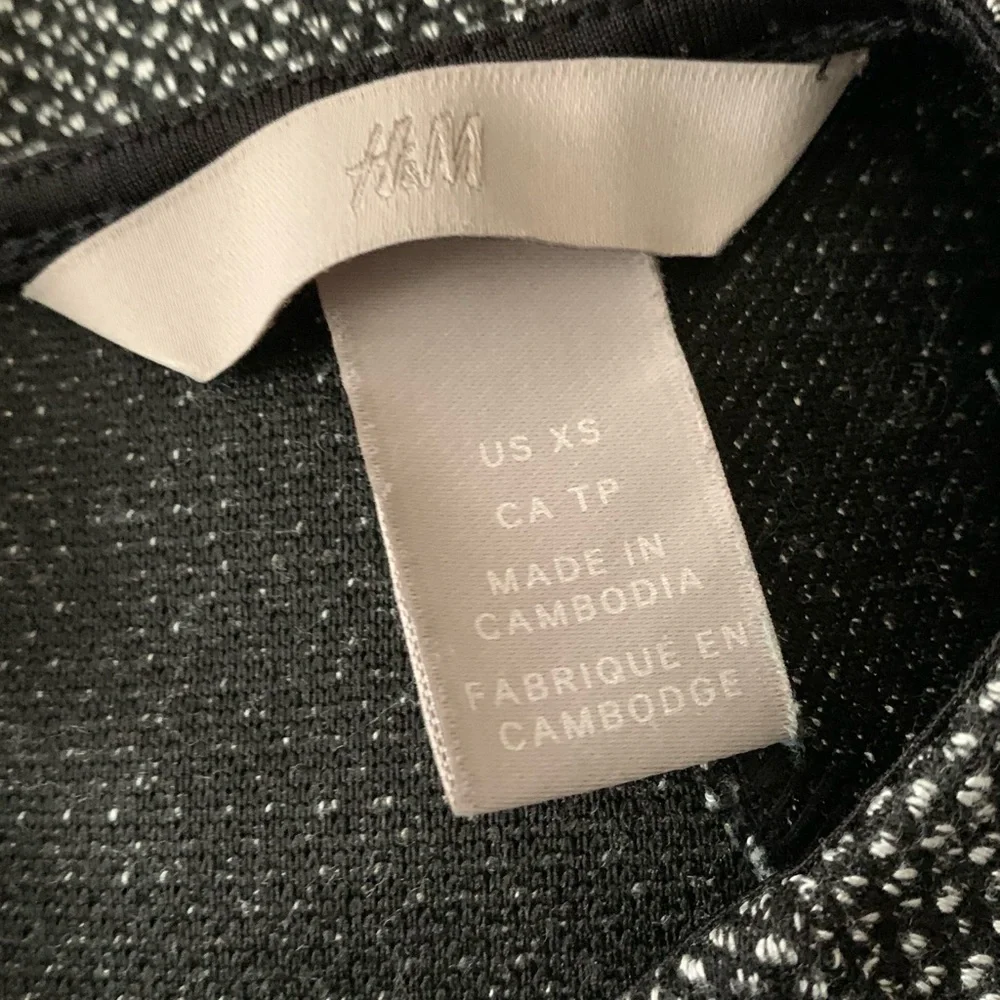 H&M
US XS
CA TP
MADE IN
CAMBODIA
FABRIQUÉ EN
CAMBODGE